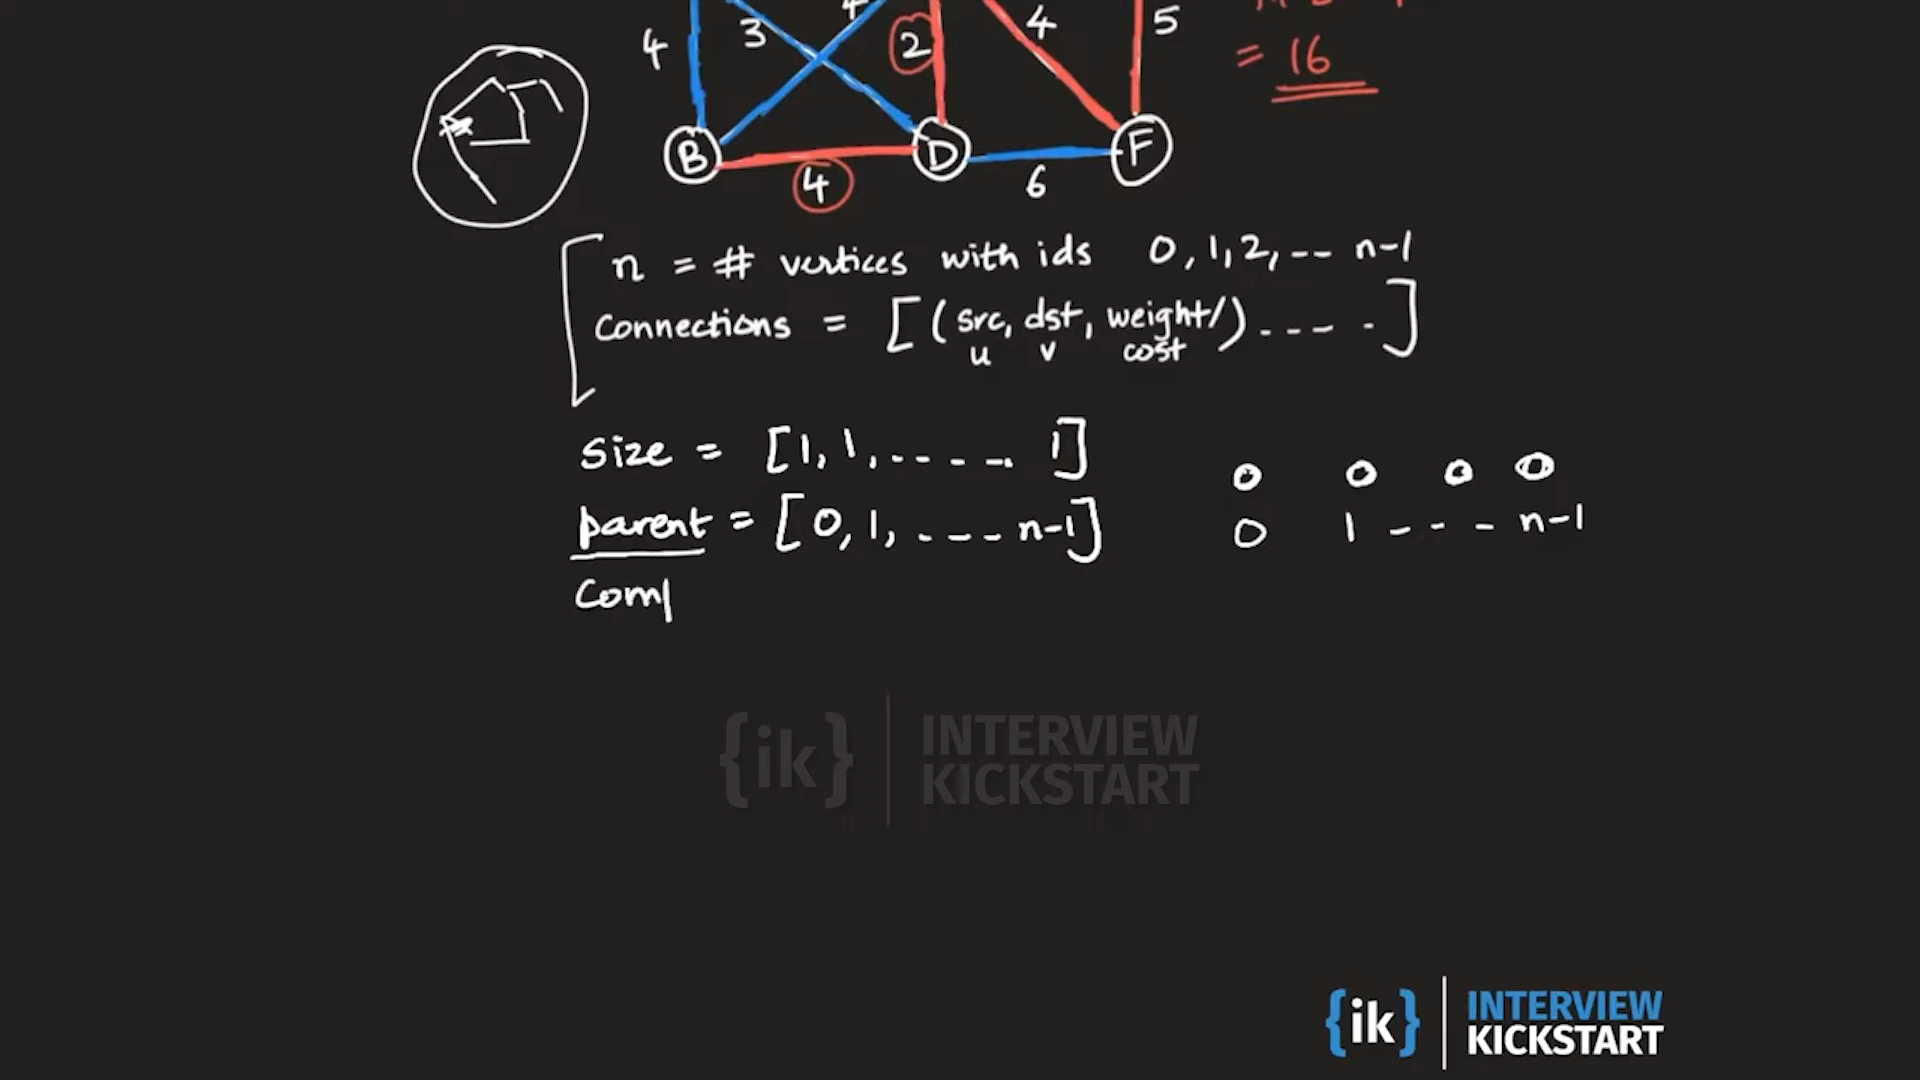 4
3
4
2
4
5
= 16
B
D
F
4
6
n = # vertices with ids 0, 1, 2, -- n-1
Connections = [(src, dst, weight/) ---- ]
u v cost
size = [1, 1, ---- 1]
parent = [0, 1, --- n-1]
0 1 --- n-1
Com
{ik} INTERVIEW
KICKSTART
{ik} INTERVIEW
KICKSTART